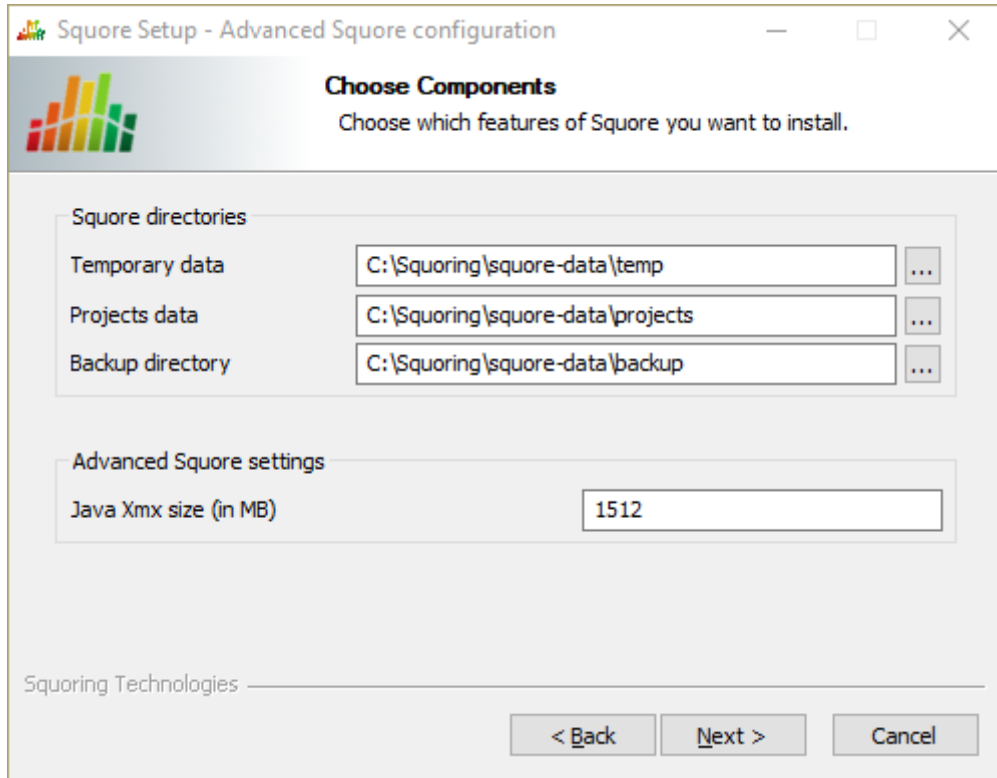 Squore Setup - Advanced Squore configuration
Choose Components
Choose which features of Squore you want to install.
Squore directories
Temporary data C:\Squoring\squore-data\temp ...
Projects data C:\Squoring\squore-data\projects ...
Backup directory C:\Squoring\squore-data\backup ...
Advanced Squore settings
Java Xmx size (in MB) 1512
Squoring Technologies
< Back Next > Cancel